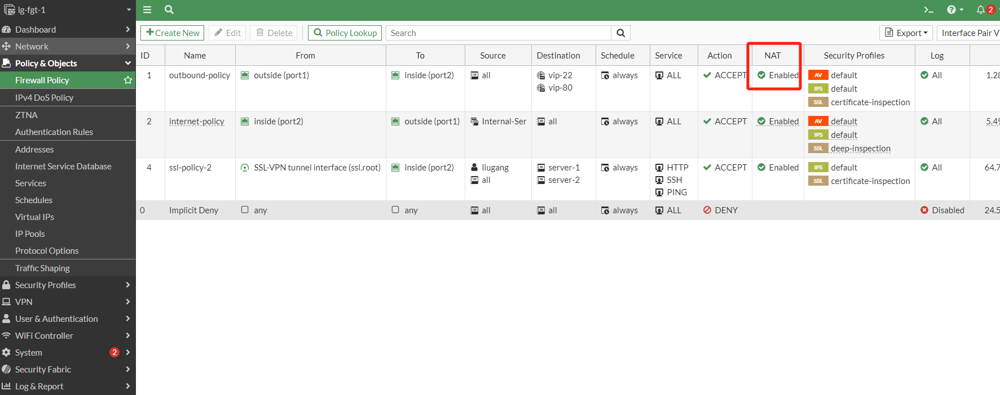 lg-fgt-1
2
Dashboard
Network
Policy & Objects
Firewall Policy
IPv4 DoS Policy
ZTNA
Authentication Rules
Addresses
Internet Service Database
Services
Schedules
Virtual IPs
IP Pools
Protocol Options
Traffic Shaping
Security Profiles
VPN
User & Authentication
WiFi Controller
System 2
Security Fabric
Log & Report
Create New Edit Delete Policy Lookup Search Export Interface Pair V
ID Name From To Source Destination Schedule Service Action NAT Security Profiles Log
1 outbound-policy outside (port1) inside (port2) all vip-22 always ALL ACCEPT Enabled AV default All 1.28
vip-80
IPS default
SSL certificate-inspection
2 internet-policy inside (port2) outside (port1) Internal-Ser all always ALL ACCEPT Enabled AV default All 5.49
IPS default
SSL deep-inspection
4 ssl-policy-2 SSL-VPN tunnel interface (ssl.root) inside (port2) liugang server-1 always HTTP ACCEPT Enabled IPS default All 64.7
all server-2 SSH SSL certificate-inspection
PING
0 Implicit Deny any any all all always ALL DENY Disabled 24.5